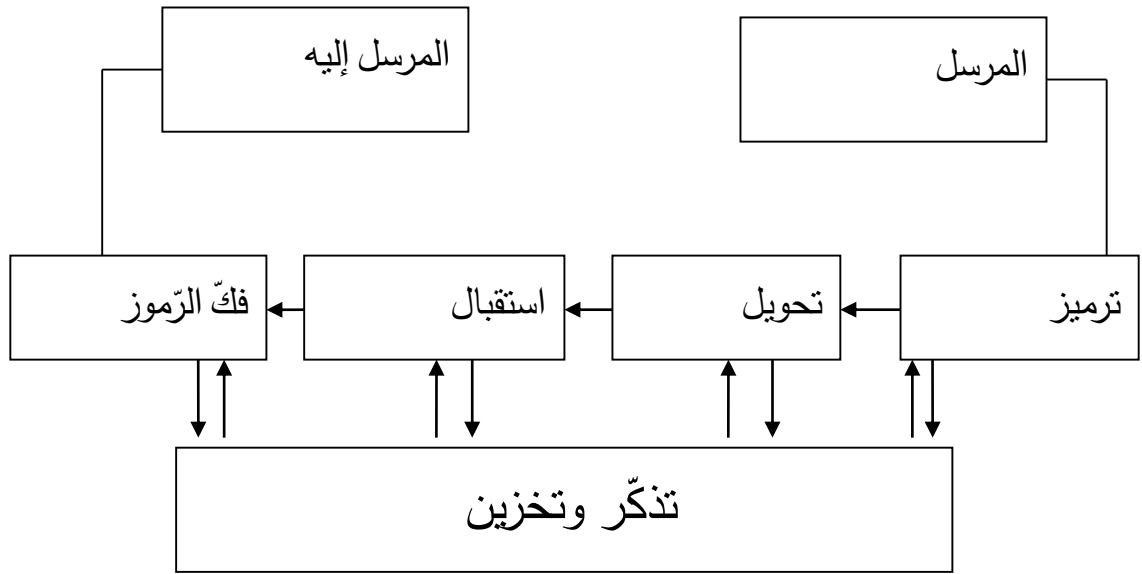 المرسل
المرسل إليه
ترميز
تحويل
استقبال
فكّ الرّموز
تذكّر وتخزين